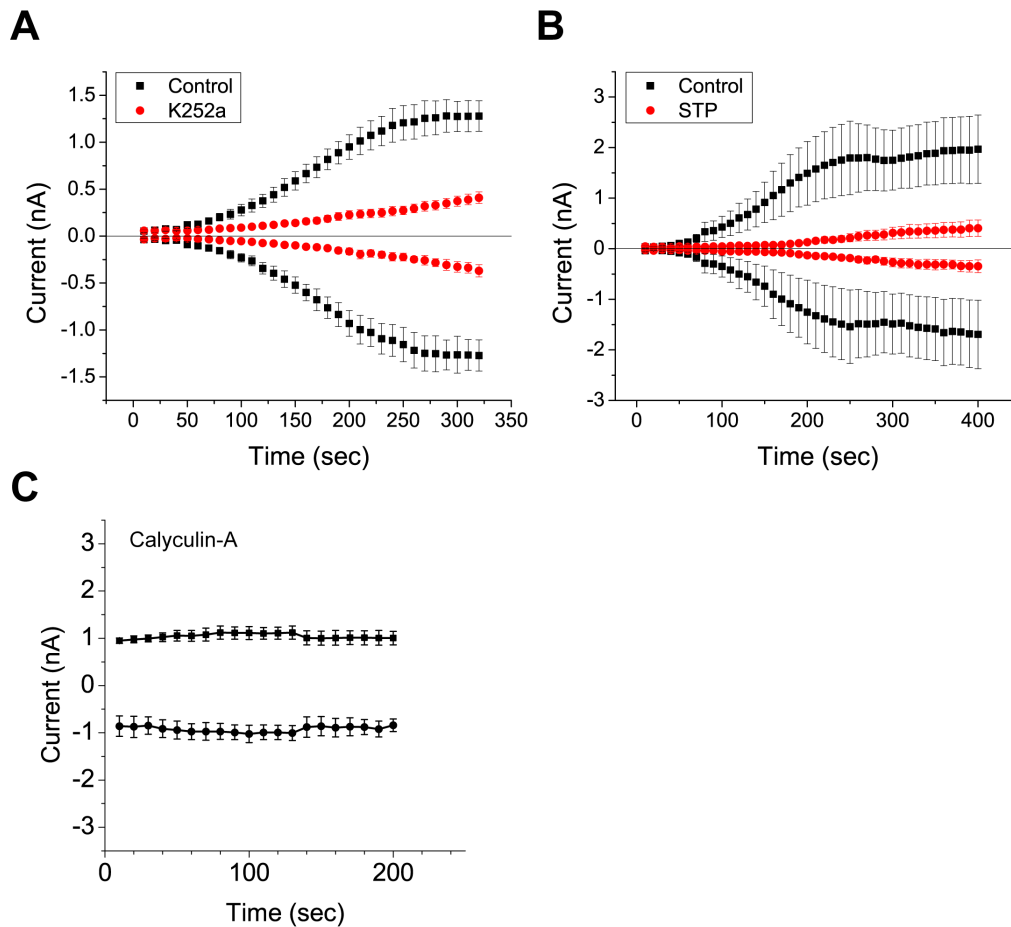 A
Control
K252a
1.5
1.0
0.5
0.0
-0.5
-1.0
-1.5
Current (nA)
0 50 100 150 200 250 300 350
Time (sec)
B
Control
STP
3
2
1
0
-1
-2
-3
Current (nA)
0 100 200 300 400
Time (sec)
C
Calyculin-A
3
2
1
0
-1
-2
-3
Current (nA)
0 100 200
Time (sec)